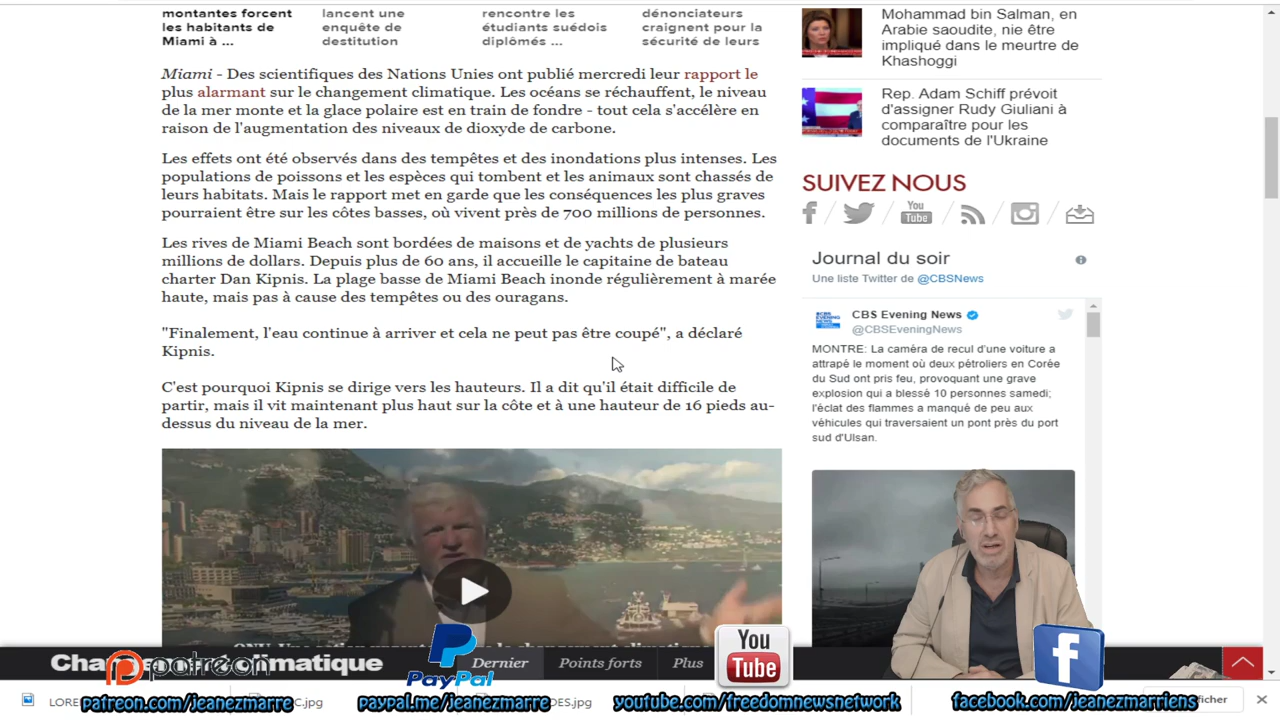 montantes forcent
les habitants de
Miami à ...
lancent une
enquête de
destitution
rencontre les
étudiants suédois
diplômés ...
dénonciateurs
craignent pour la
sécurité de leurs
Miami - Des scientifiques des Nations Unies ont publié mercredi leur rapport le
plus alarmant sur le changement climatique. Les océans se réchauffent, le niveau
de la mer monte et la glace polaire est en train de fondre - tout cela s'accélère en
raison de l'augmentation des niveaux de dioxyde de carbone.
Les effets ont été observés dans des tempêtes et des inondations plus intenses. Les
populations de poissons et les espèces qui tombent et les animaux sont chassés de
leurs habitats. Mais le rapport met en garde que les conséquences les plus graves
pourraient être sur les côtes basses, où vivent près de 700 millions de personnes.
Les rives de Miami Beach sont bordées de maisons et de yachts de plusieurs
millions de dollars. Depuis plus de 60 ans, il accueille le capitaine de bateau
charter Dan Kipnis. La plage basse de Miami Beach inonde régulièrement à marée
haute, mais pas à cause des tempêtes ou des ouragans.
"Finalement, l'eau continue à arriver et cela ne peut pas être coupé", a déclaré
Kipnis.
C'est pourquoi Kipnis se dirige vers les hauteurs. Il a dit qu'il était difficile de
partir, mais il vit maintenant plus haut sur la côte et à une hauteur de 16 pieds au-
dessus du niveau de la mer.
Mohammad bin Salman, en
Arabie saoudite, nie être
impliqué dans le meurtre de
Khashoggi
Rep. Adam Schiff prévoit
d'assigner Rudy Giuliani à
comparaître pour les
documents de l'Ukraine
SUIVEZ NOUS
You
Tube
Journal du soir
Une liste Twitter de @CBSNews
CBS EVENING NEWS
CBS Evening News
@CBSEveningNews
MONTRE: La caméra de recul d'une voiture a
attrapé le moment où deux pétroliers en Corée
du Sud ont pris feu, provoquant une grave
explosion qui a blessé 10 personnes samedi;
l'éclat des flammes a manqué de peu aux
véhicules qui traversaient un pont près du port
sud d'Ulsan.
climatique
Dernier
Points forts
Plus
patreon
PayPal
You
Tube
f
patreon.com/jeanezmarre
paypal.me/jeanezmarre
youtube.com/freedomnewsnetwork
facebook.com/jeanezmarriens